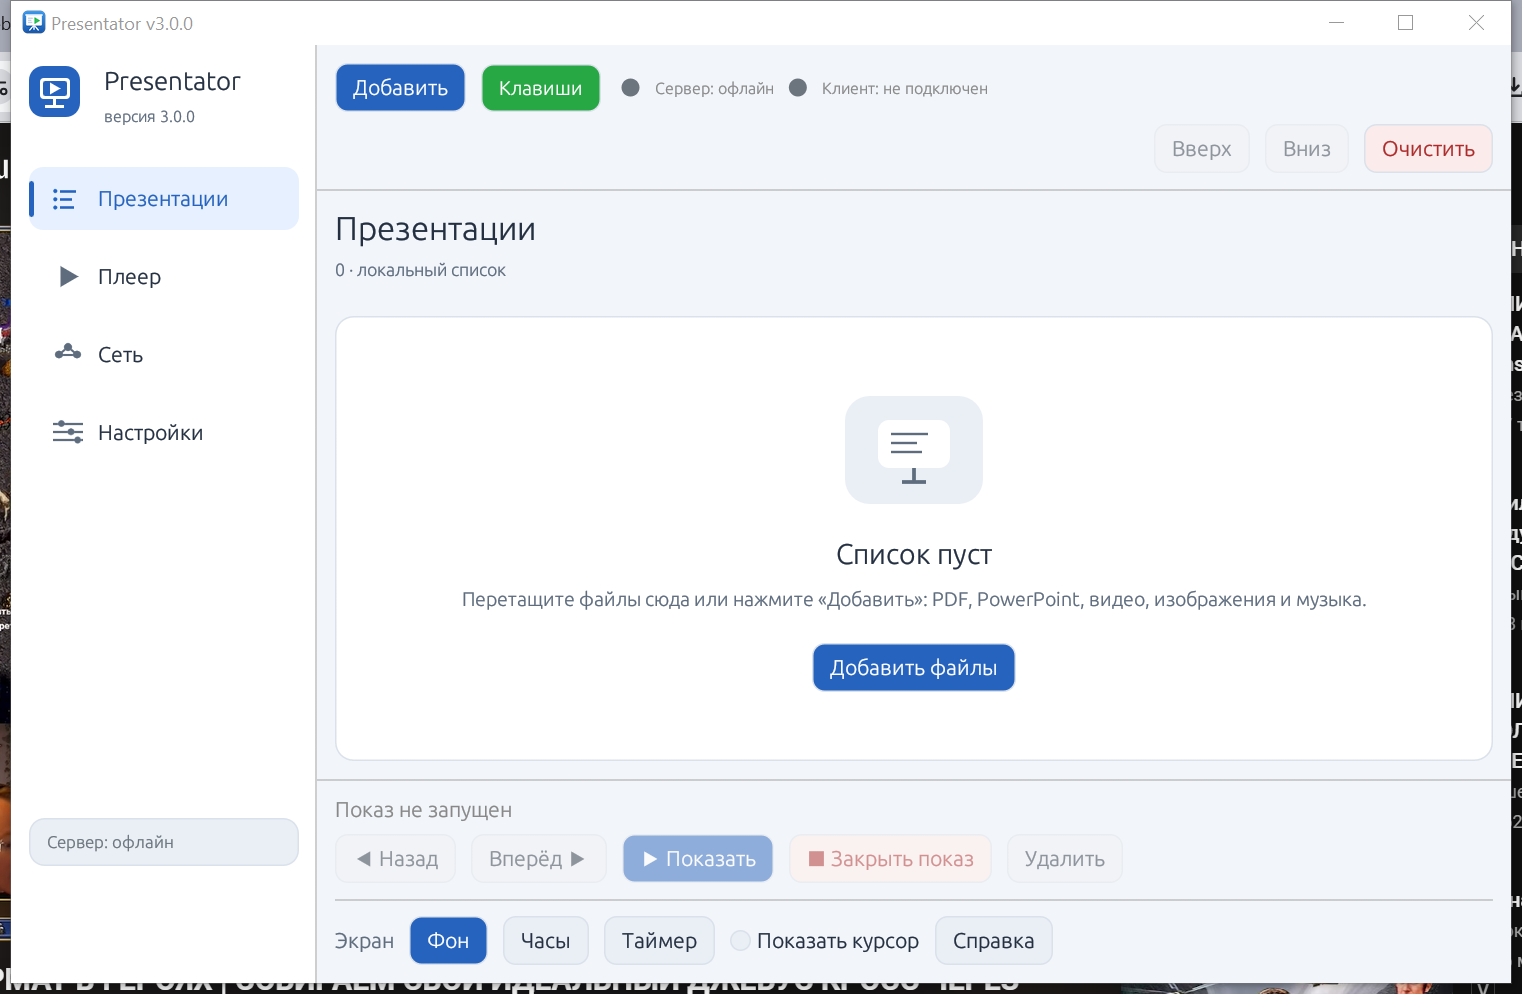 Presentator v3.0.0
Presentator
версия 3.0.0
Презентации
Плеер
Сеть
Настройки
Сервер: офлайн
Добавить
Клавиши
Сервер: офлайн
Клиент: не подключен
Вверх
Вниз
Очистить
Презентации
0 · локальный список
Список пуст
Перетащите файлы сюда или нажмите «Добавить»: PDF, PowerPoint, видео, изображения и музыка.
Добавить файлы
Показ не запущен
Назад
Вперёд
Показать
Закрыть показ
Удалить
Экран
Фон
Часы
Таймер
Показать курсор
Справка